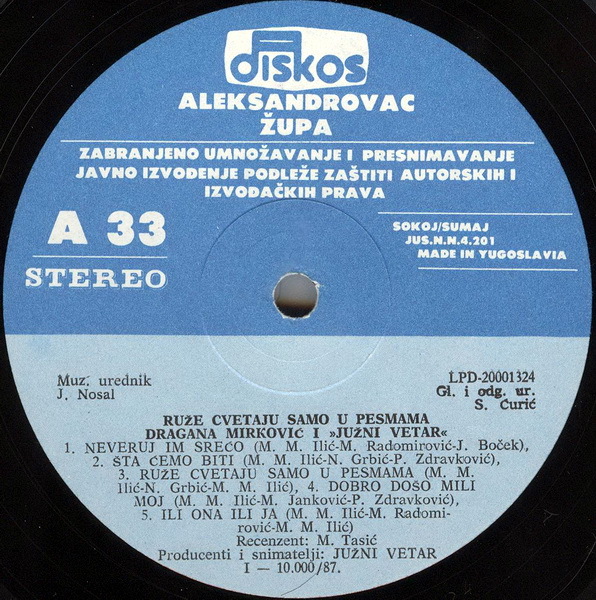 diskos
ALEKSANDROVAC
ŽUPA
ZABRANJENO UMNOŽAVANJE I PRESNIMAVANJE
JAVNO IZVOĐENJE PODLEŽE ZAŠTITI AUTORSKIH I
IZVOĐAČKIH PRAVA
A 33
STEREO
SOKOJ/SUMAJ
JUS.N.N.4.201
MADE IN YUGOSLAVIA
Muz. urednik
J. Nosal
LPD-20001324
Gl. i odg. ur.
S. Ćurić
RUŽE CVETAJU SAMO U PESMAMA
DRAGANA MIRKOVIĆ I »JUŽNI VETAR«
1. NEVERUJ IM SREĆO (M. M. Ilić-M. Radomirović-J. Boček),
2. ŠTA ĆEMO BITI (M. M. Ilić-N. Grbić-P. Zdravković),
3. RUŽE CVETAJU SAMO U PESMAMA (M. M.
Ilić-N. Grbić-M. M. Ilić), 4. DOBRO DOŠO MILI
MOJ (M. M. Ilić-M. Janković-P. Zdravković),
5. ILI ONA ILI JA (M. M. Ilić-M. Radomi-
rović-M. M. Ilić)
Recenzent: M. Tasić
Producenti i snimatelji: JUŽNI VETAR
I — 10.000/87.